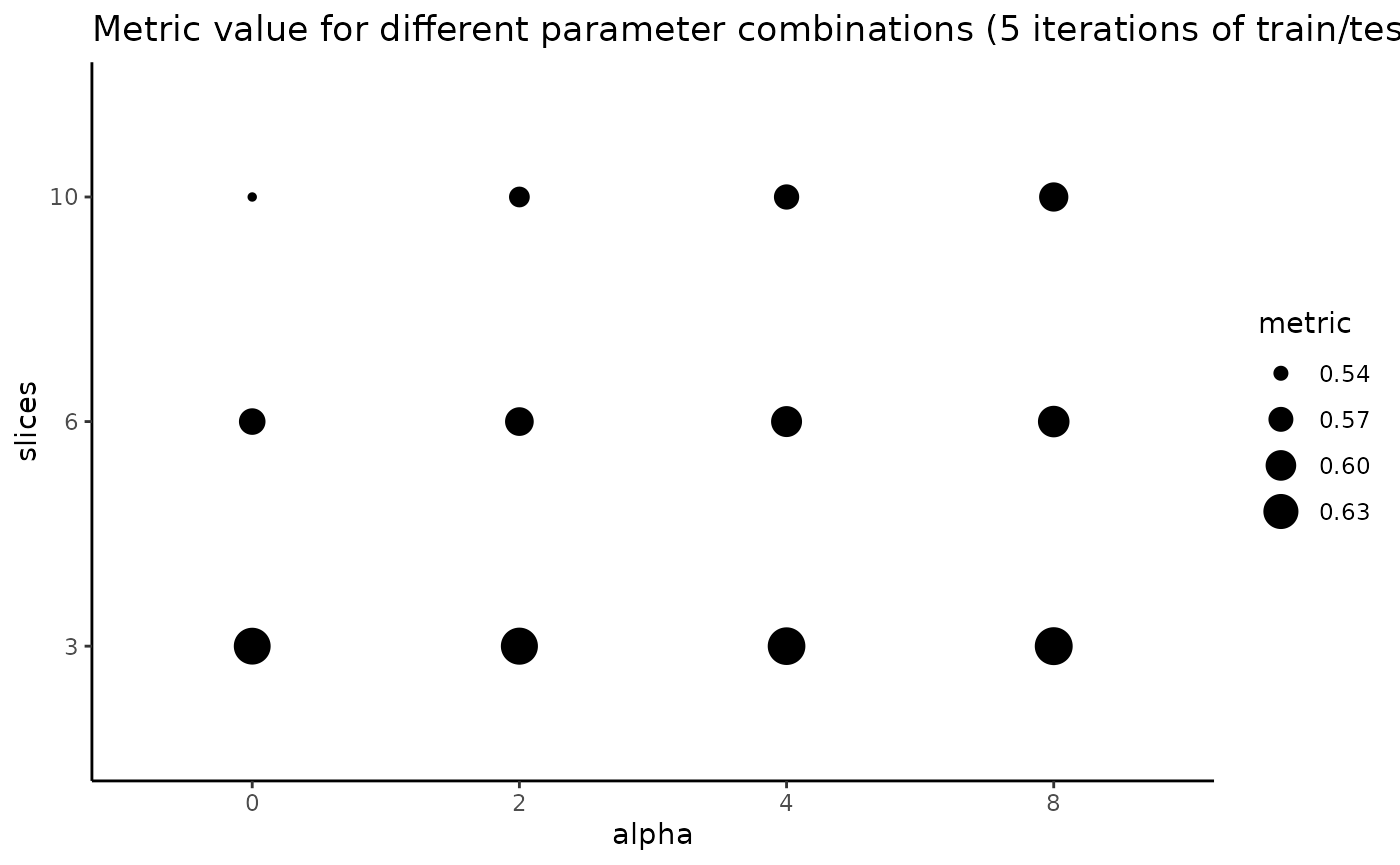 Metric value for different parameter combinations (5 iterations of train/tes
10
6
3
slices
0 2 4 8
alpha
metric
0.54
0.57
0.60
0.63